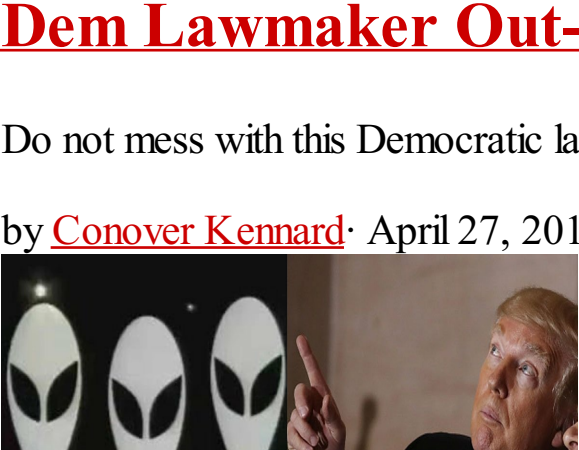 Dem Lawmaker Out-
Do not mess with this Democratic la
by Conover Kennard· April 27, 201